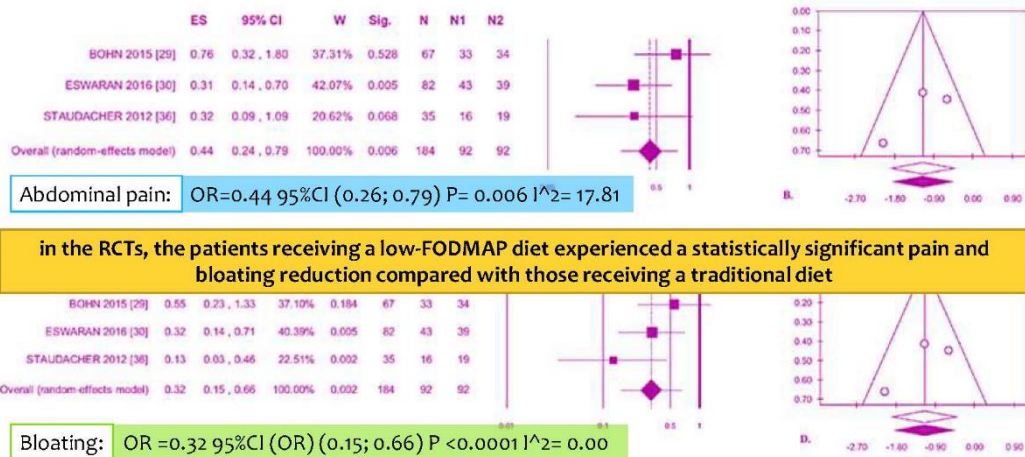 ES 95% CI W Sig. N N1 N2
BOHN 2015 [29] 0.76 0.32 , 1.80 37.31% 0.528 67 33 34
ESWARAN 2016 [30] 0.31 0.14 , 0.70 42.07% 0.005 82 43 39
STAUDACHER 2012 [36] 0.32 0.09 , 1.09 20.62% 0.068 35 16 19
Overall (random-effects model) 0.44 0.24 , 0.79 100.00% 0.006 184 92 92
0.5 1
0.00
0.10
0.20
0.30
0.40
0.50
0.60
0.70
B. -2.70 -1.80 -0.90 0.00 0.90
Abdominal pain: OR=0.44 95%CI (0.26; 0.79) P= 0.006 I^2= 17.81
in the RCTs, the patients receiving a low-FODMAP diet experienced a statistically significant pain and
bloating reduction compared with those receiving a traditional diet
BOHN 2015 [29] 0.55 0.23 , 1.33 37.10% 0.184 67 33 34
ESWARAN 2016 [30] 0.32 0.14 , 0.71 40.39% 0.005 82 43 39
STAUDACHER 2012 [36] 0.13 0.03 , 0.46 22.51% 0.002 35 16 19
Overall (random-effects model) 0.32 0.15 , 0.66 100.00% 0.002 184 92 92
0.01 0.1 0.5 1
0.20
0.30
0.40
0.50
0.60
0.70
D. -2.70 -1.80 -0.90 0.00 0.90
Bloating: OR =0.32 95%CI (OR) (0.15; 0.66) P <0.0001 I^2= 0.00